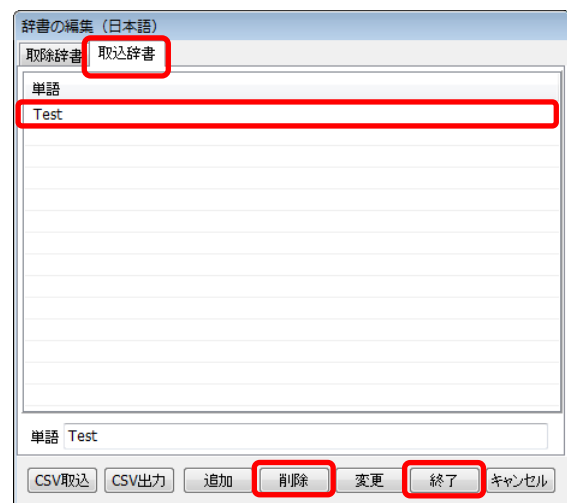 辞書の編集（日本語）
取除辞書 取込辞書
単語
Test
単語 Test
CSV取込 CSV出力 追加 削除 変更 終了 キャンセル